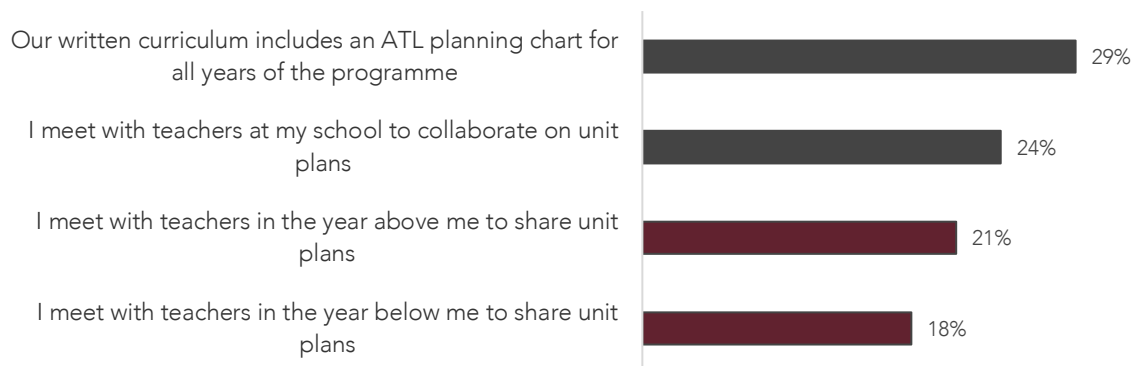 Our written curriculum includes an ATL planning chart for
all years of the programme
29%
I meet with teachers at my school to collaborate on unit
plans
24%
I meet with teachers in the year above me to share unit
plans
21%
I meet with teachers in the year below me to share unit
plans
18%